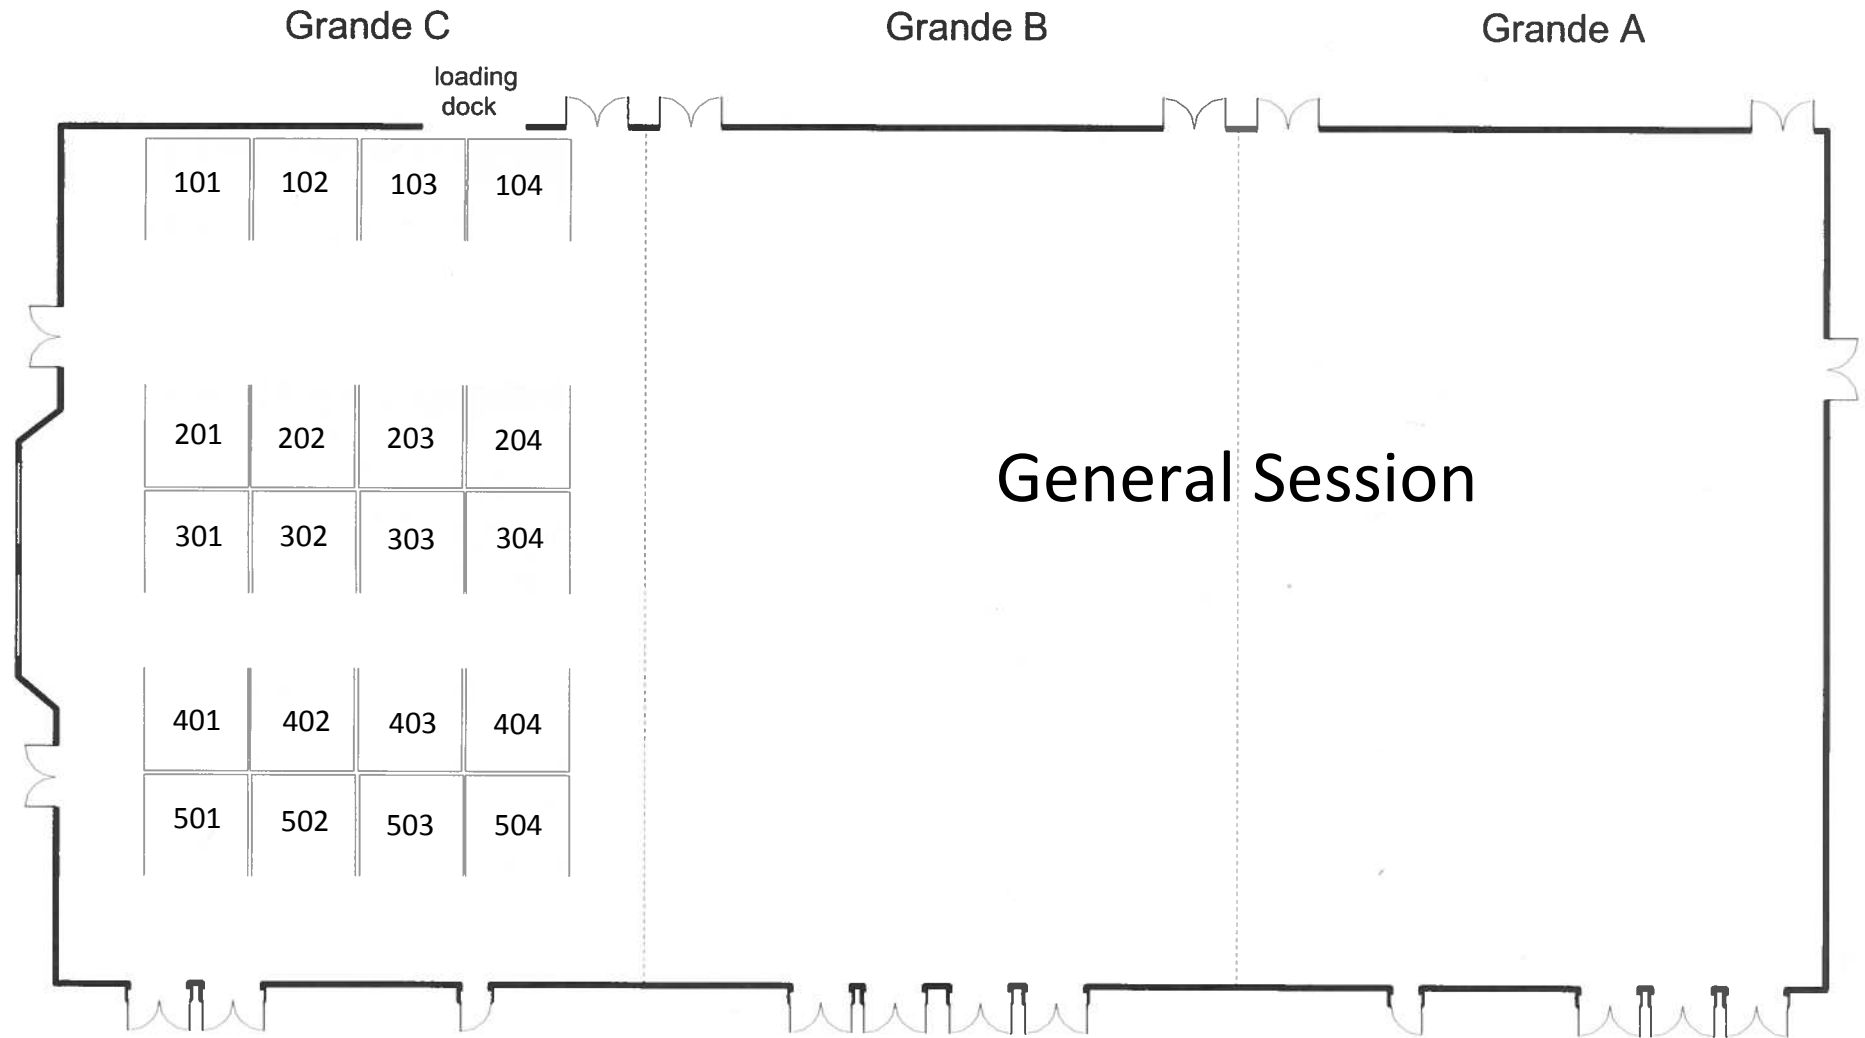 Grande C Grande B Grande A
loading
dock
101 102 103 104
201 202 203 204
General Session
301 302 303 304
401 402 403 404
501 502 503 504